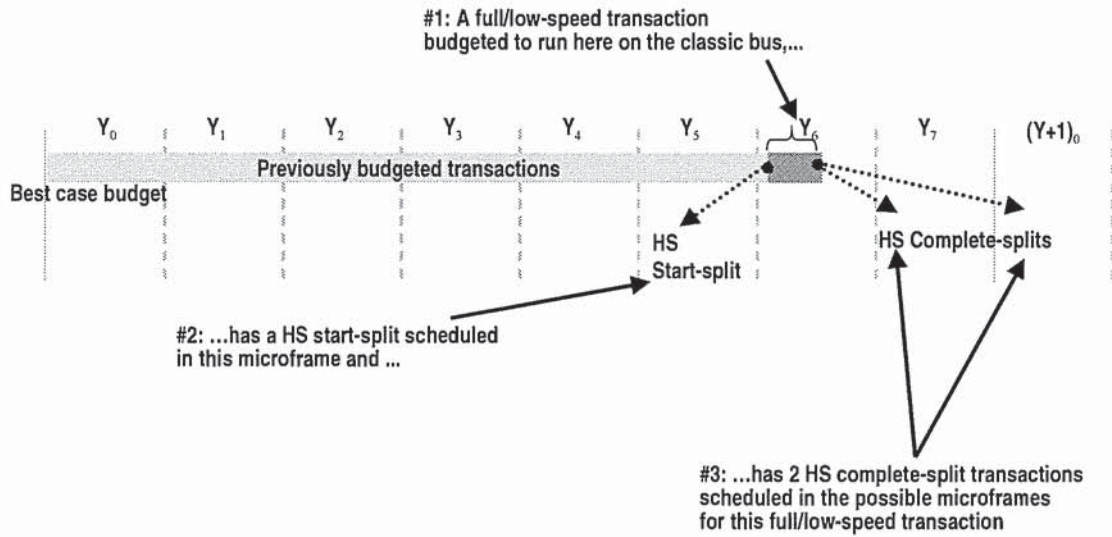 #1: A full/low-speed transaction
budgeted to run here on the classic bus,...
Y₀ Y₁ Y₂ Y₃ Y₄ Y₅ Y₆ Y₇ (Y+1)₀
Previously budgeted transactions
Best case budget
HS
Start-split
HS Complete-splits
#2: ...has a HS start-split scheduled
in this microframe and ...
#3: ...has 2 HS complete-split transactions
scheduled in the possible microframes
for this full/low-speed transaction